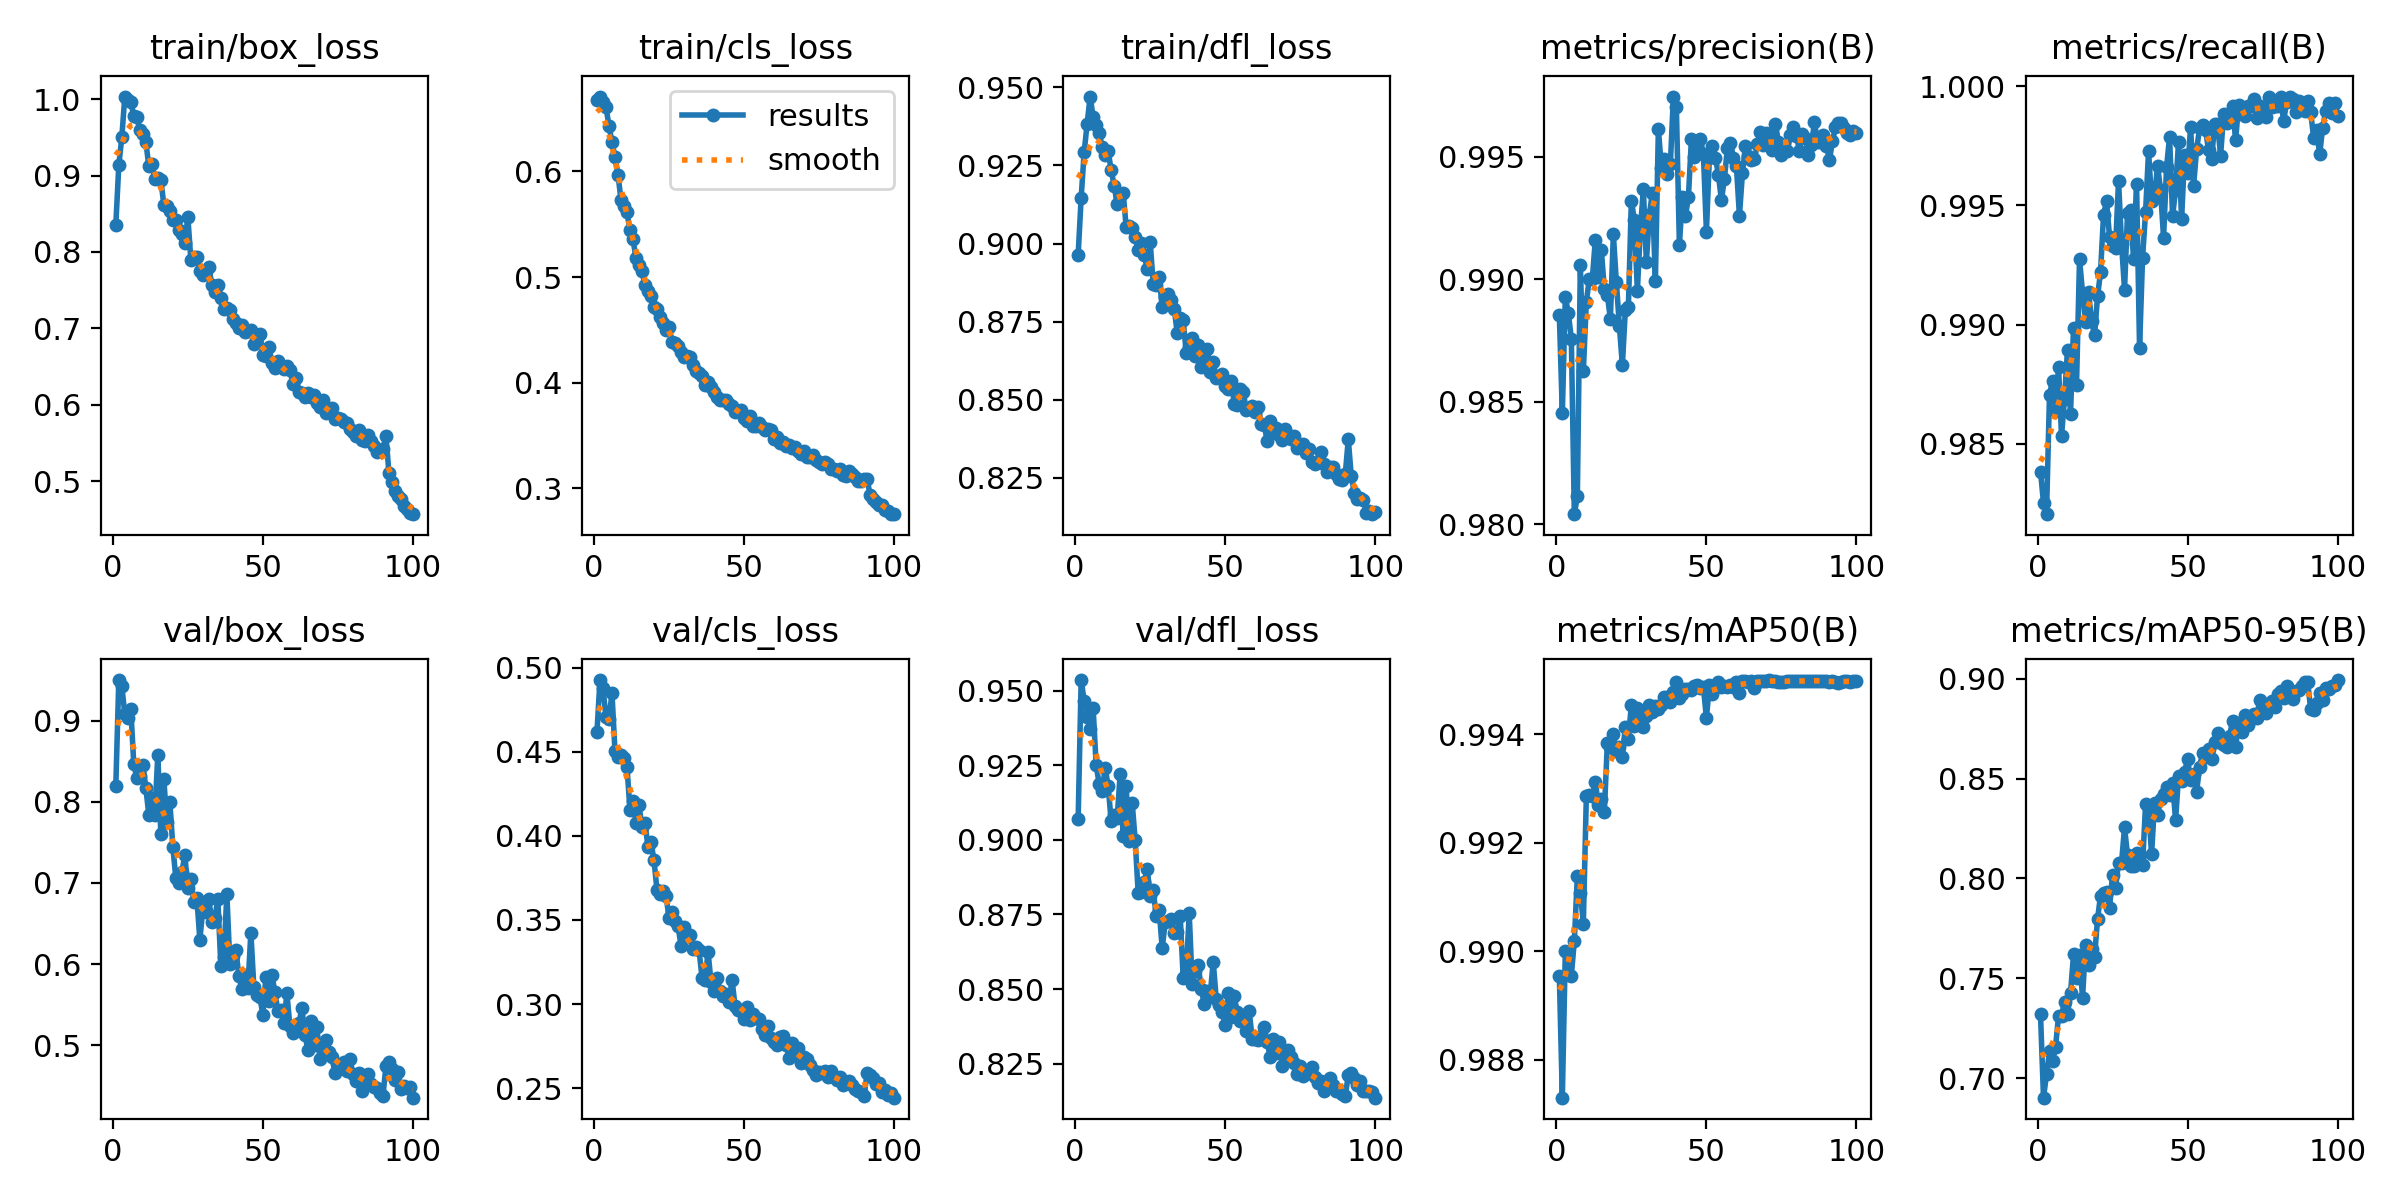 train/box_loss
train/cls_loss
train/dfl_loss
metrics/precision(B)
metrics/recall(B)
results
smooth
1.0
0.9
0.8
0.7
0.6
0.5
0 50 100
0.6
0.5
0.4
0.3
0 50 100
0.950
0.925
0.900
0.875
0.850
0.825
0 50 100
0.995
0.990
0.985
0.980
0 50 100
1.000
0.995
0.990
0.985
0 50 100
val/box_loss
val/cls_loss
val/dfl_loss
metrics/mAP50(B)
metrics/mAP50-95(B)
0.9
0.8
0.7
0.6
0.5
0 50 100
0.50
0.45
0.40
0.35
0.30
0.25
0 50 100
0.950
0.925
0.900
0.875
0.850
0.825
0 50 100
0.994
0.992
0.990
0.988
0 50 100
0.90
0.85
0.80
0.75
0.70
0 50 100